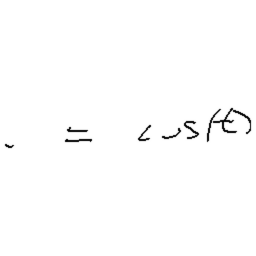 = cos(t)